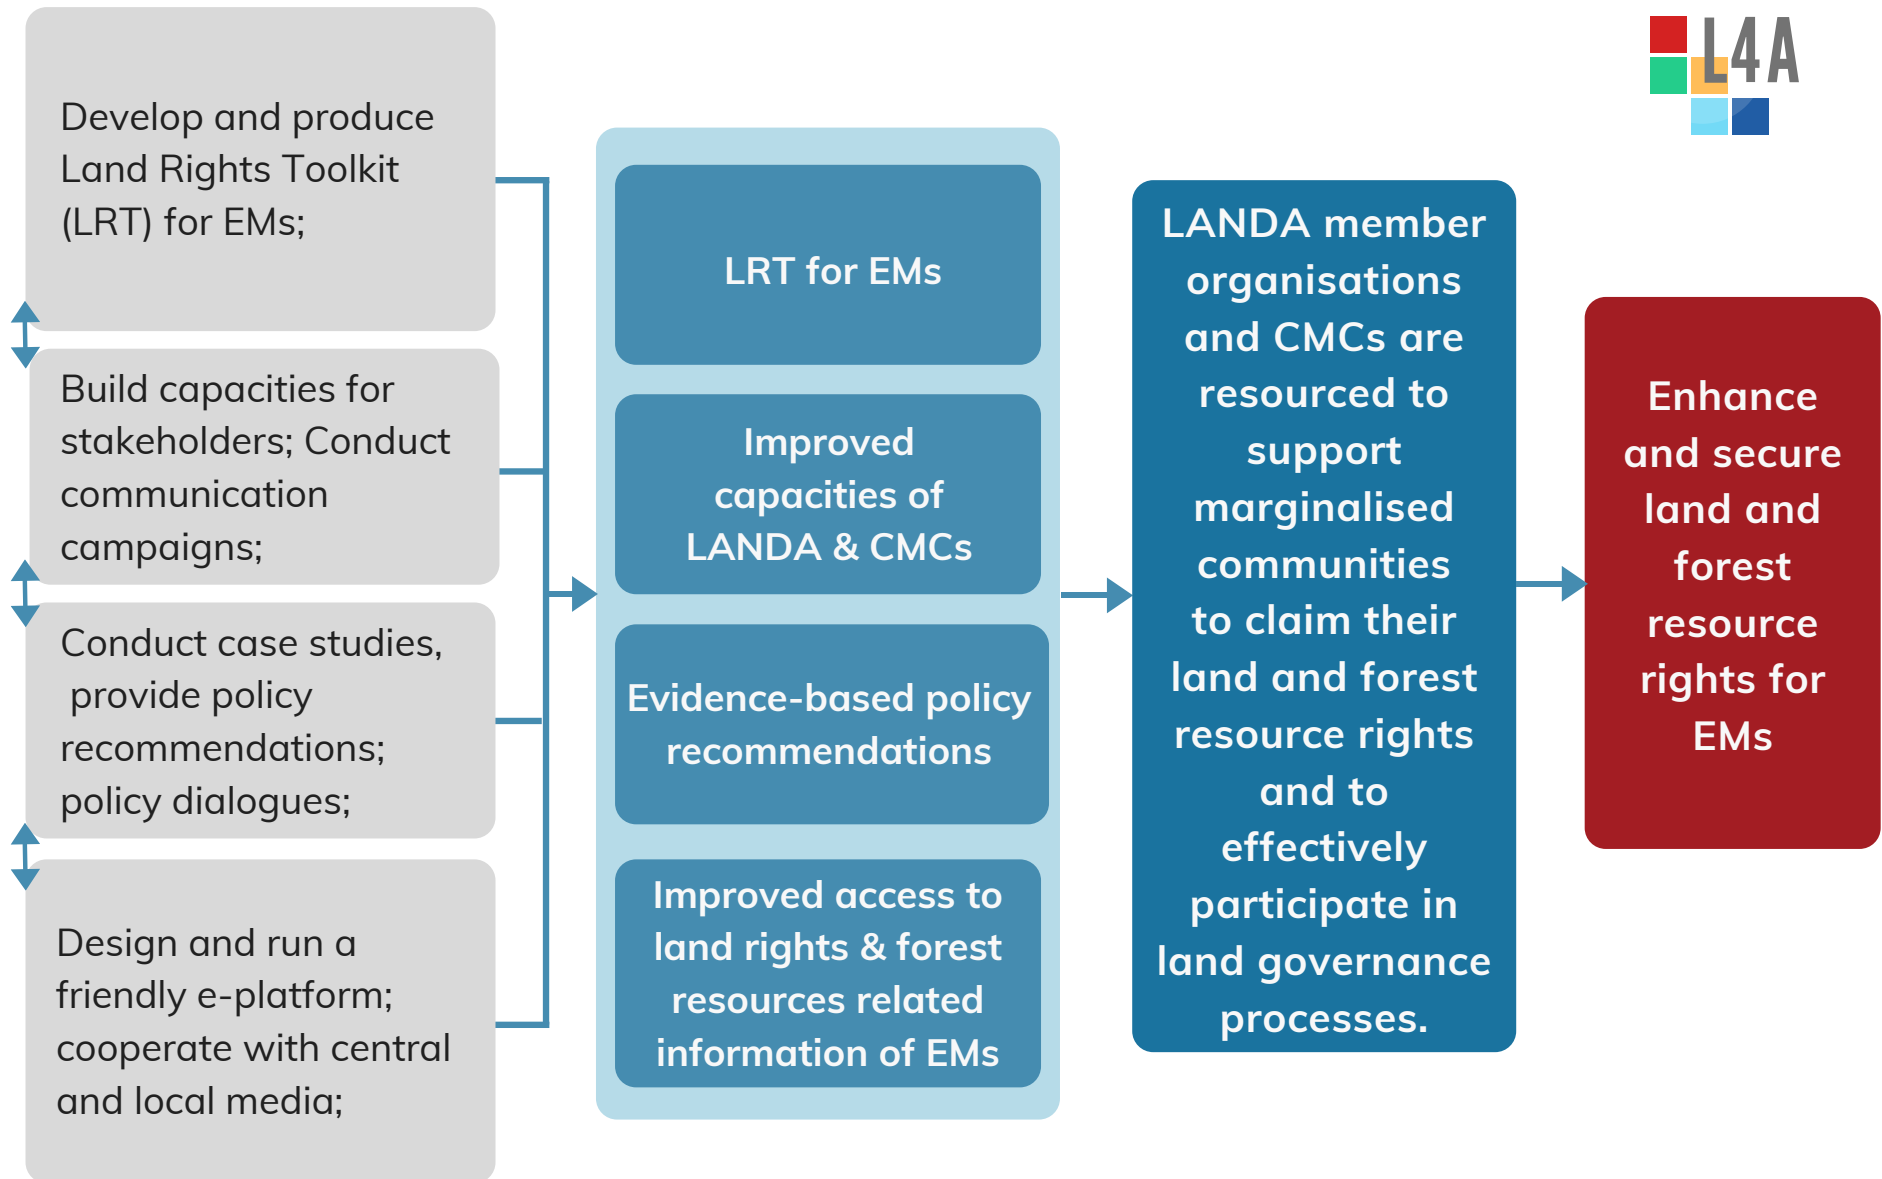 L4A
Develop and produce
Land Rights Toolkit
(LRT) for EMs;
Build capacities for
stakeholders; Conduct
communication
campaigns;
Conduct case studies,
provide policy
recommendations;
policy dialogues;
Design and run a
friendly e-platform;
cooperate with central
and local media;
LRT for EMs
Improved
capacities of
LANDA & CMCs
Evidence-based policy
recommendations
Improved access to
land rights & forest
resources related
information of EMs
LANDA member
organisations
and CMCs are
resourced to
support
marginalised
communities
to claim their
land and forest
resource rights
and to
effectively
participate in
land governance
processes.
Enhance
and secure
land and
forest
resource
rights for
EMs